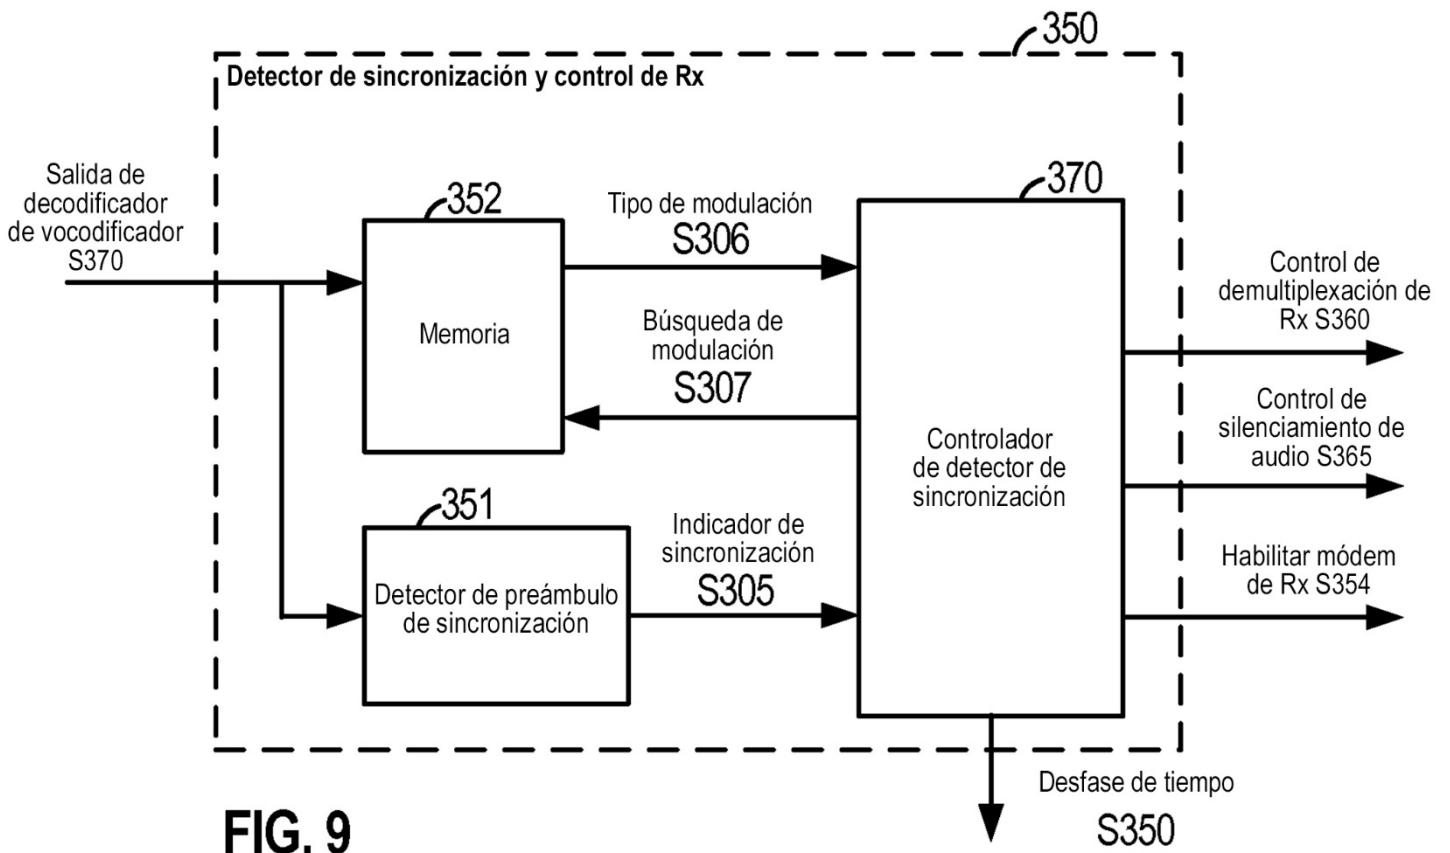 350
Detector de sincronización y control de Rx
Salida de
decodificador
de vocodificador
S370
352
Memoria
Tipo de modulación
S306
Búsqueda de
modulación
S307
351
Detector de preámbulo
de sincronización
Indicador de
sincronización
S305
370
Controlador
de detector de
sincronización
Control de
demultiplexación de
Rx S360
Control de
silenciamiento de
audio S365
Habilitar módem
de Rx S354
Desfase de tiempo
S350
FIG. 9